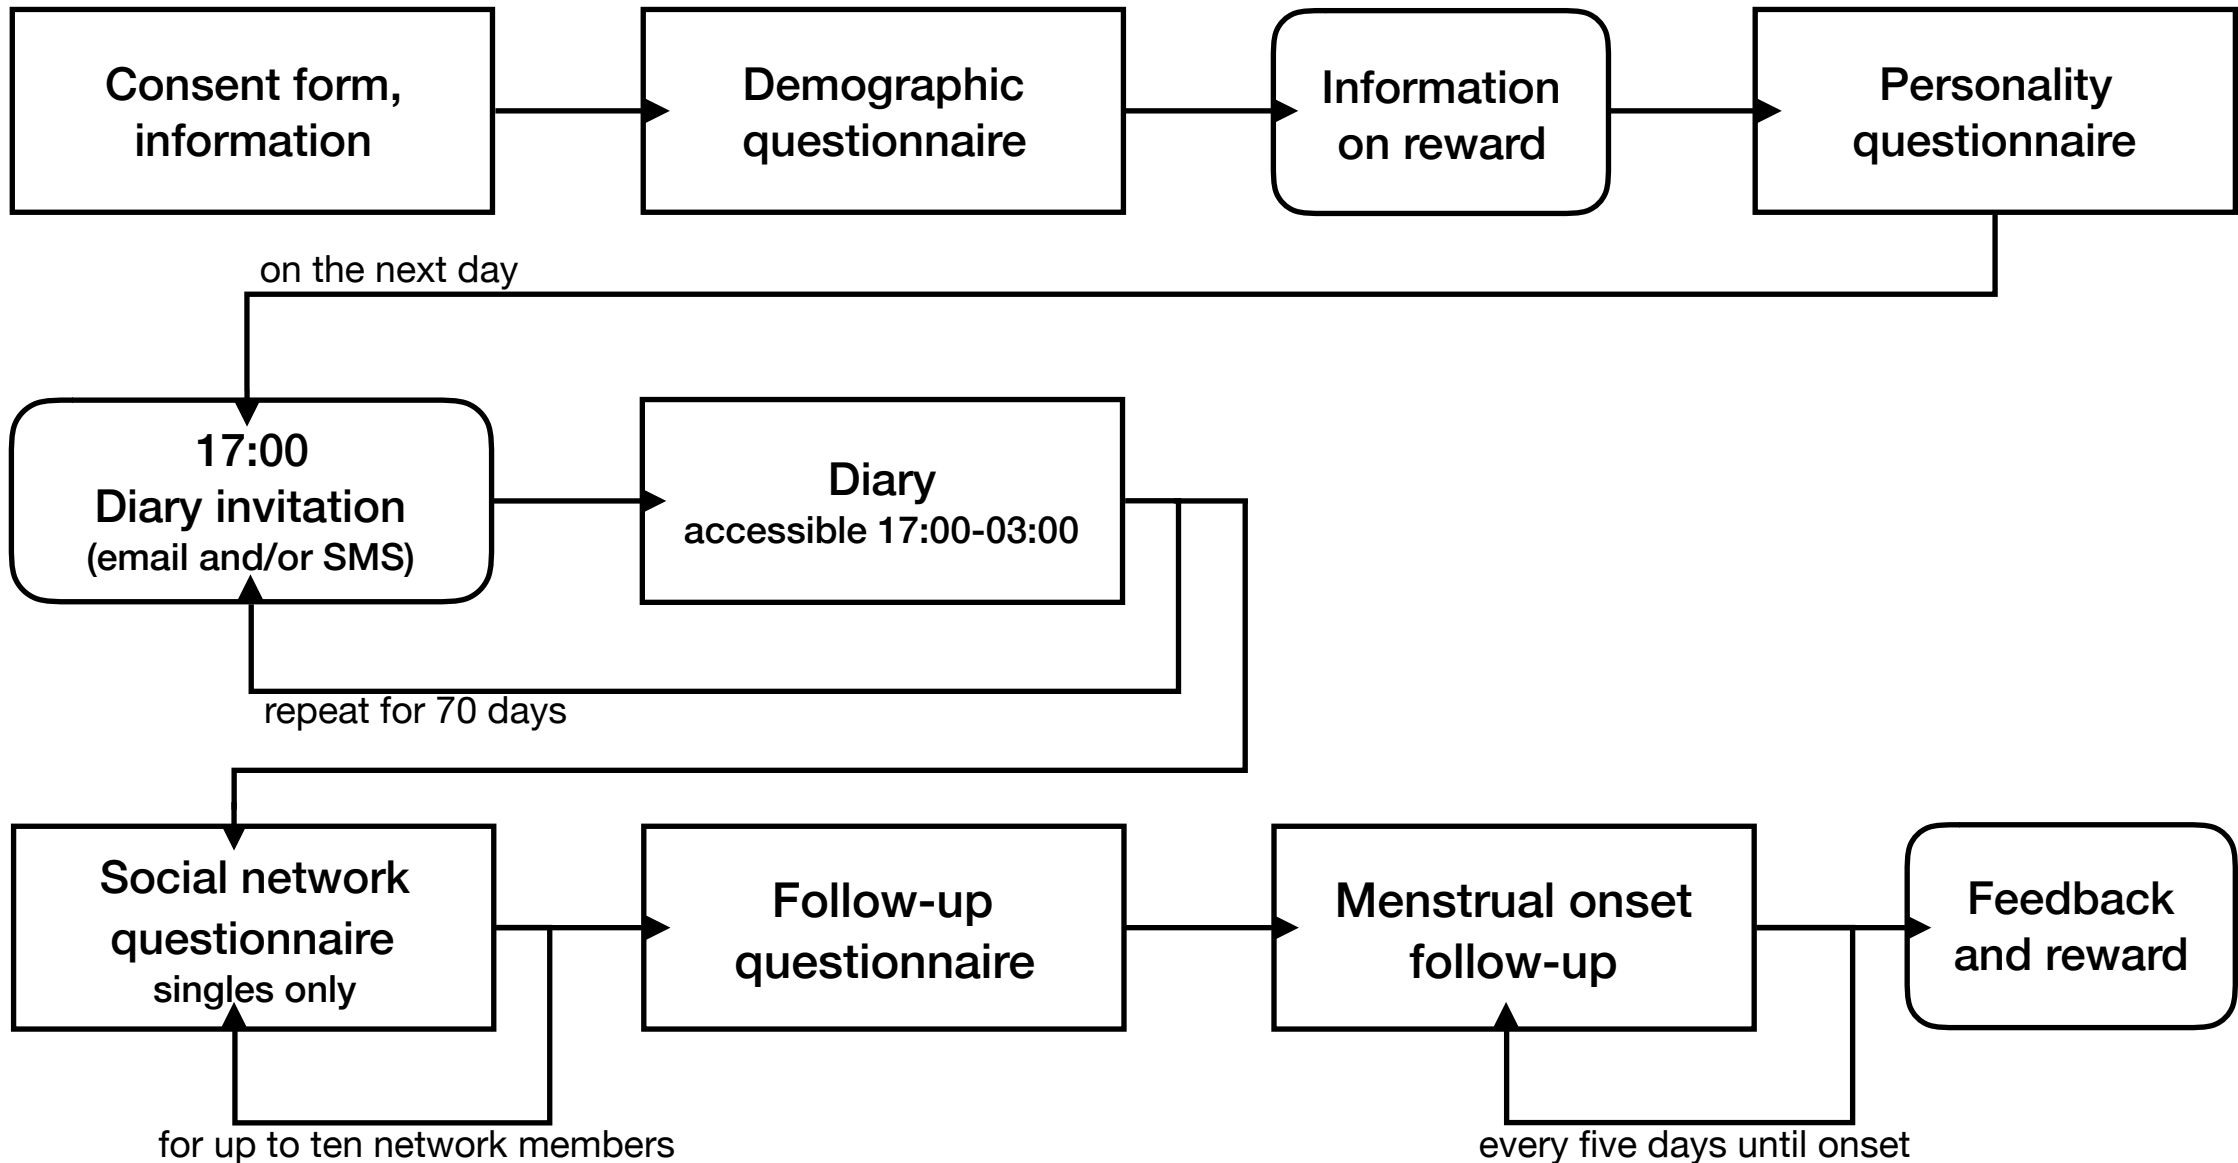 Consent form,
information
Demographic
questionnaire
Information
on reward
Personality
questionnaire
on the next day
17:00
Diary invitation
(email and/or SMS)
Diary
accessible 17:00-03:00
repeat for 70 days
Social network
questionnaire
singles only
Follow-up
questionnaire
Menstrual onset
follow-up
Feedback
and reward
for up to ten network members
every five days until onset